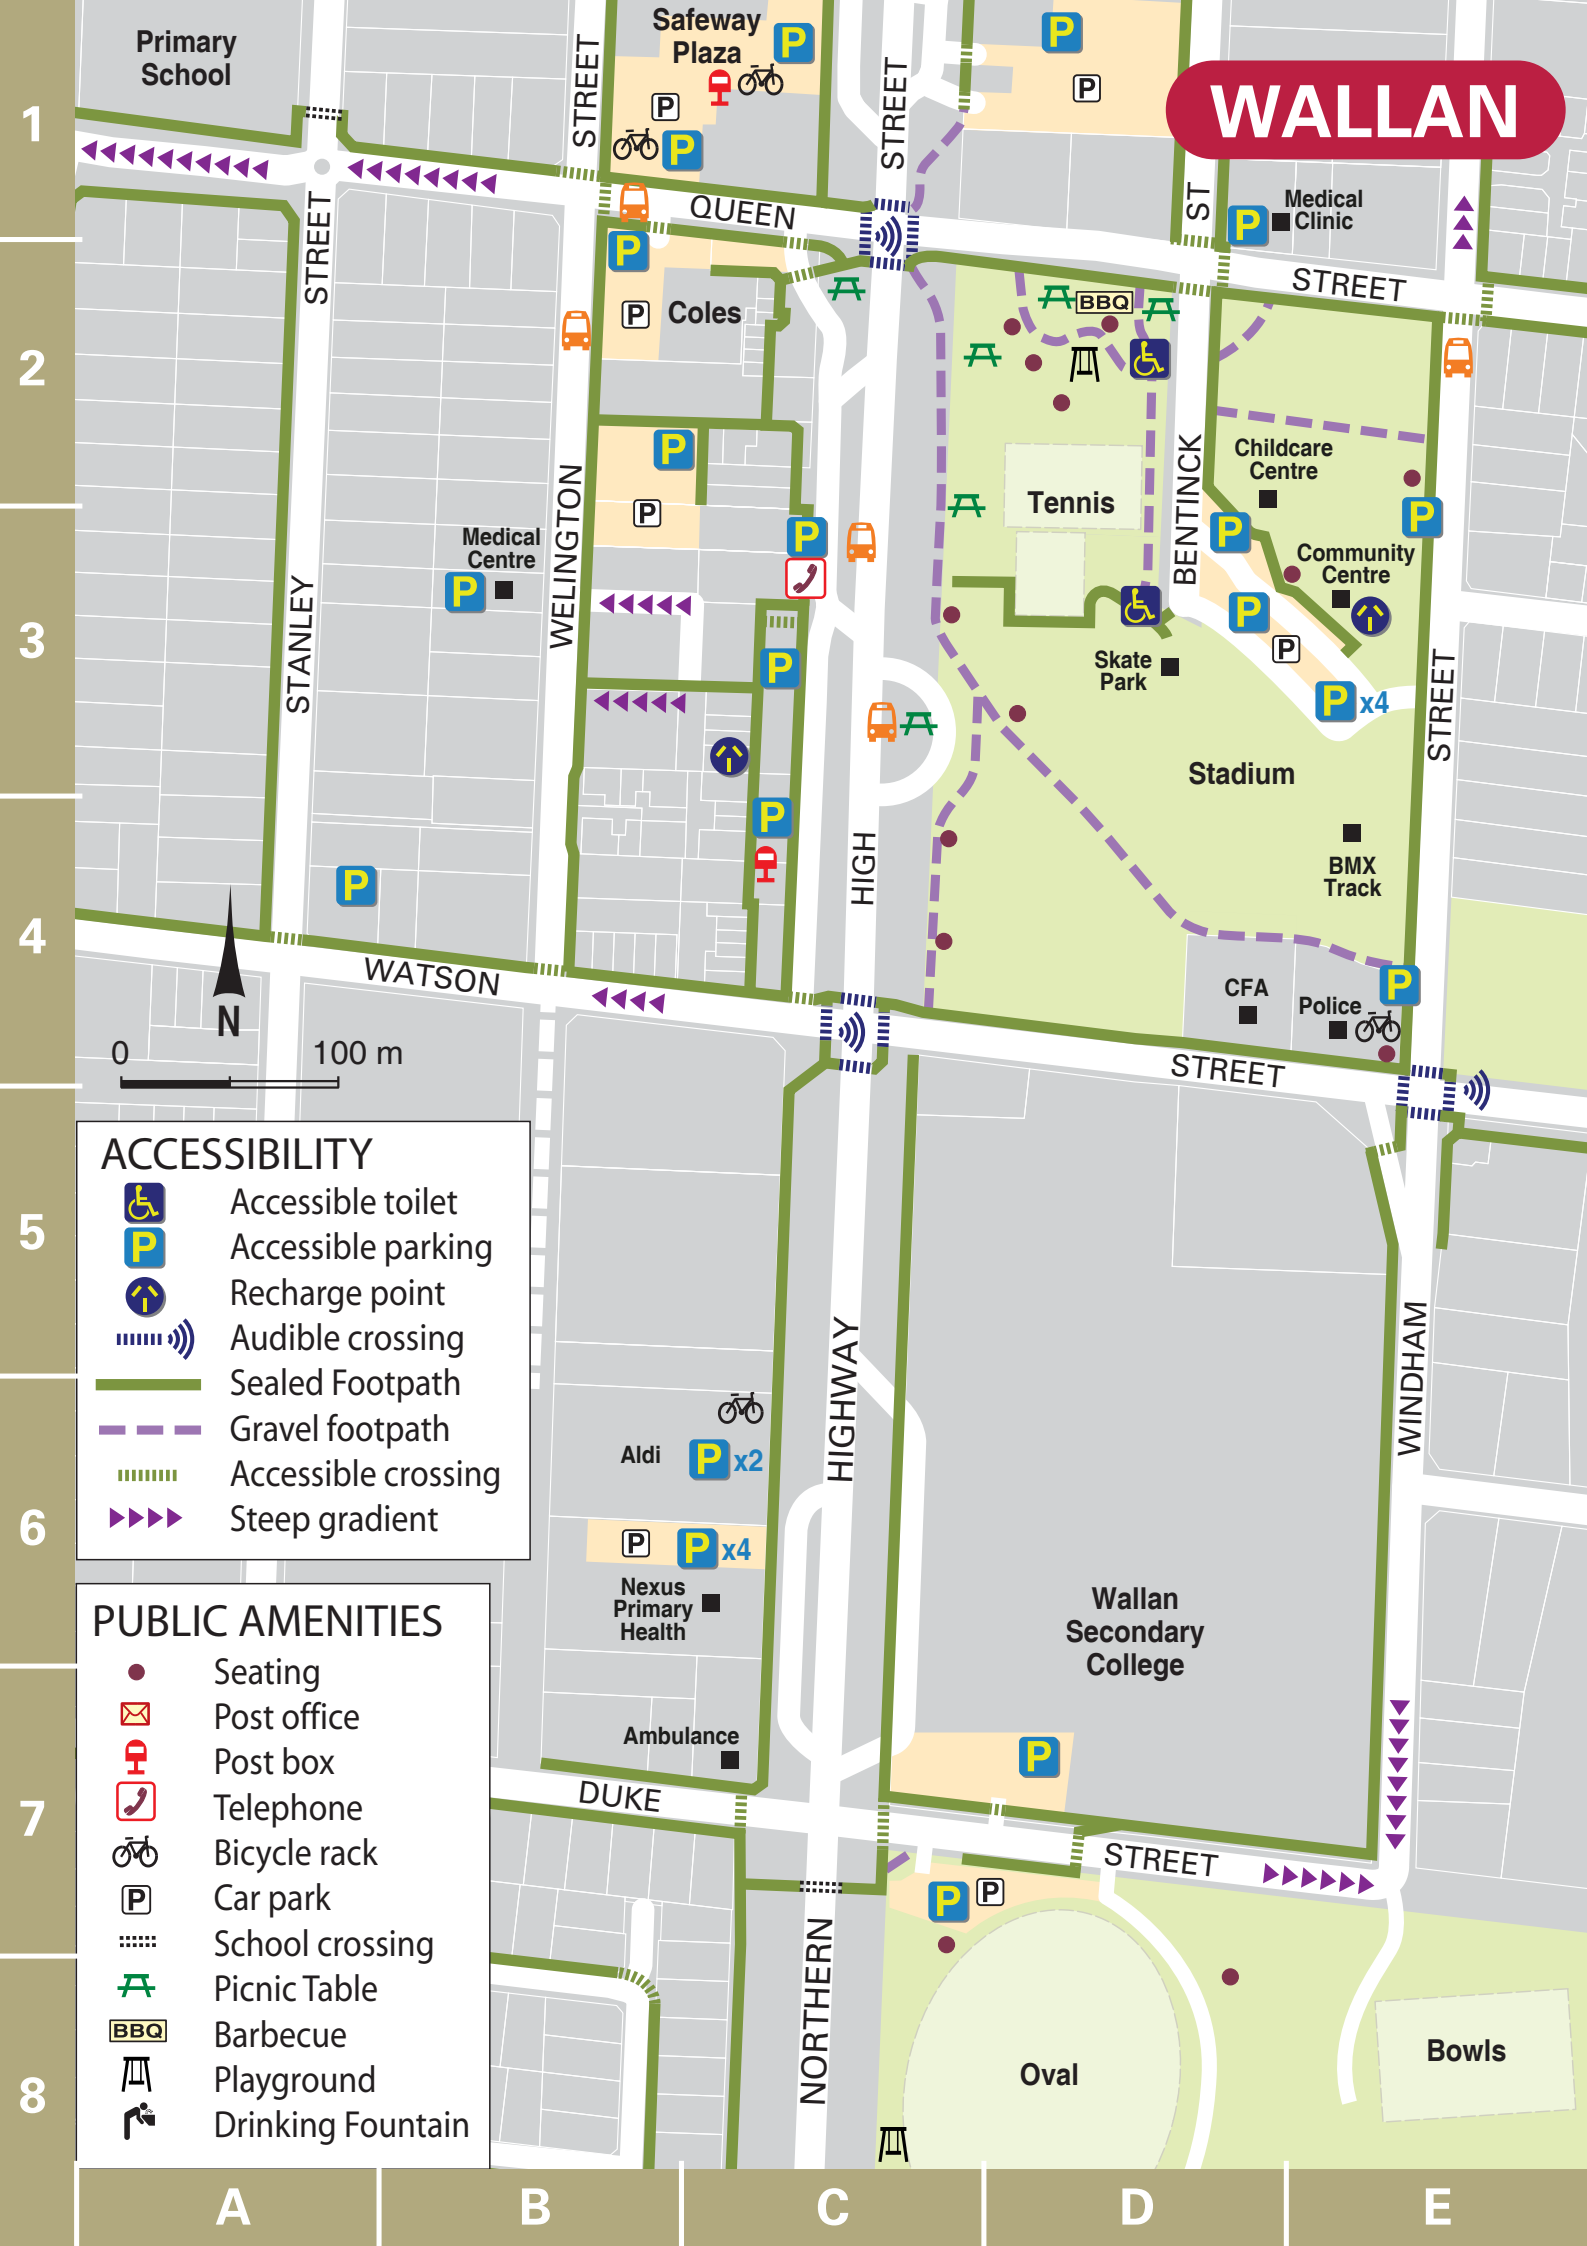 WALLAN
Primary
School
Safeway
Plaza
P
P
P
P
P
P
STREET
STREET
STREET
ST
QUEEN
STREET
P
Medical
Clinic
1
2
3
4
5
6
7
8
P
P
Coles
BBQ
P
P
Tennis
Childcare
Centre
Community
Centre
P
P
P
P
P x4
Medical
Centre
P
P
P
P
P
STANLEY
WELINGTON
BENTINCK
STREET
Skate
Park
Stadium
BMX
Track
HIGH
WATSON
CFA
Police
P
STREET
N
0 100 m
ACCESSIBILITY
Accessible toilet
P Accessible parking
Recharge point
Audible crossing
Sealed Footpath
Gravel footpath
Accessible crossing
Steep gradient
HIGHWAY
WINDHAM
Aldi
P x2
P P x4
Nexus
Primary
Health
Wallan
Secondary
College
Ambulance
P
DUKE
STREET
P P
NORTHERN
Oval
Bowls
PUBLIC AMENITIES
Seating
Post office
Post box
Telephone
Bicycle rack
P Car park
School crossing
Picnic Table
BBQ Barbecue
Playground
Drinking Fountain
A B C D E